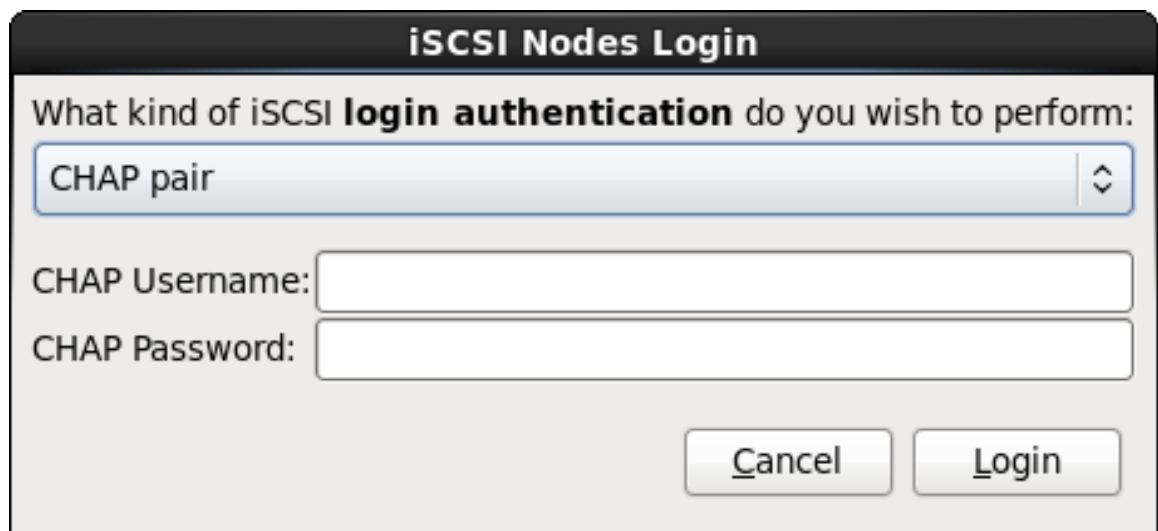 iSCSI Nodes Login
What kind of iSCSI login authentication do you wish to perform:
CHAP pair
CHAP Username:
CHAP Password:
Cancel Login